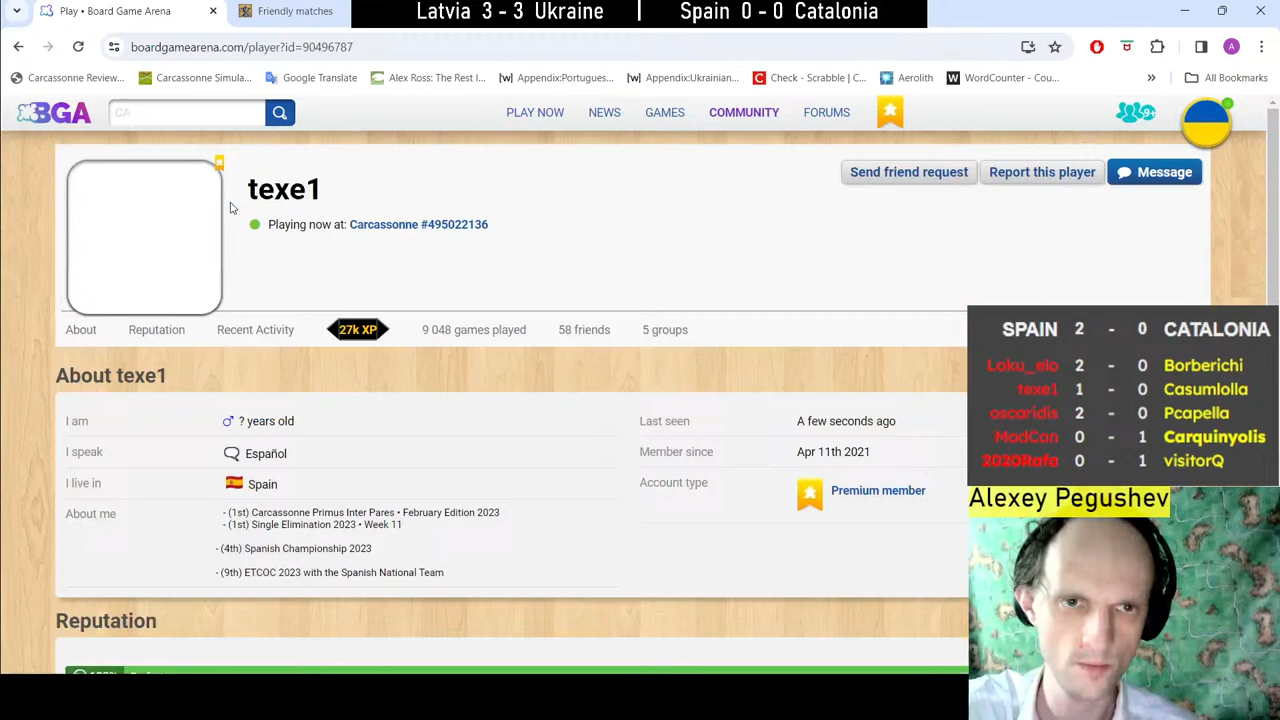 Latvia 3 - 3 Ukraine | Spain 0 - 0 Catalonia
Play • Board Game Arena
Friendly matches
boardgamearena.com/player?id=90496787
A
Carcassonne Review...
Carcassonne Simula...
Google Translate
Alex Ross: The Rest I...
[w] Appendix:Portugues...
[w] Appendix:Ukrainian...
C Check - Scrabble | C...
Aerolith
W WordCounter - Cou...
All Bookmarks
BGA
CA
PLAY NOW
NEWS
GAMES
COMMUNITY
FORUMS
9+
texe1
Send friend request
Report this player
Message
Playing now at: Carcassonne #495022136
About
Reputation
Recent Activity
27k XP
9 048 games played
58 friends
5 groups
SPAIN 2 - 0 CATALONIA
Loku_elo 2 - 0 Borberichi
texe1 1 - 0 Casumlolla
oscaridis 2 - 0 Pcapella
MadCan 0 - 1 Carquinyolis
2020Rafa 0 - 1 visitorQ
About texe1
I am
? years old
Last seen
A few seconds ago
I speak
Español
Member since
Apr 11th 2021
I live in
Spain
Account type
Premium member
About me
- (1st) Carcassonne Primus Inter Pares • February Edition 2023
- (1st) Single Elimination 2023 • Week 11
- (4th) Spanish Championship 2023
- (9th) ETCOC 2023 with the Spanish National Team
Alexey Pegushev
Reputation